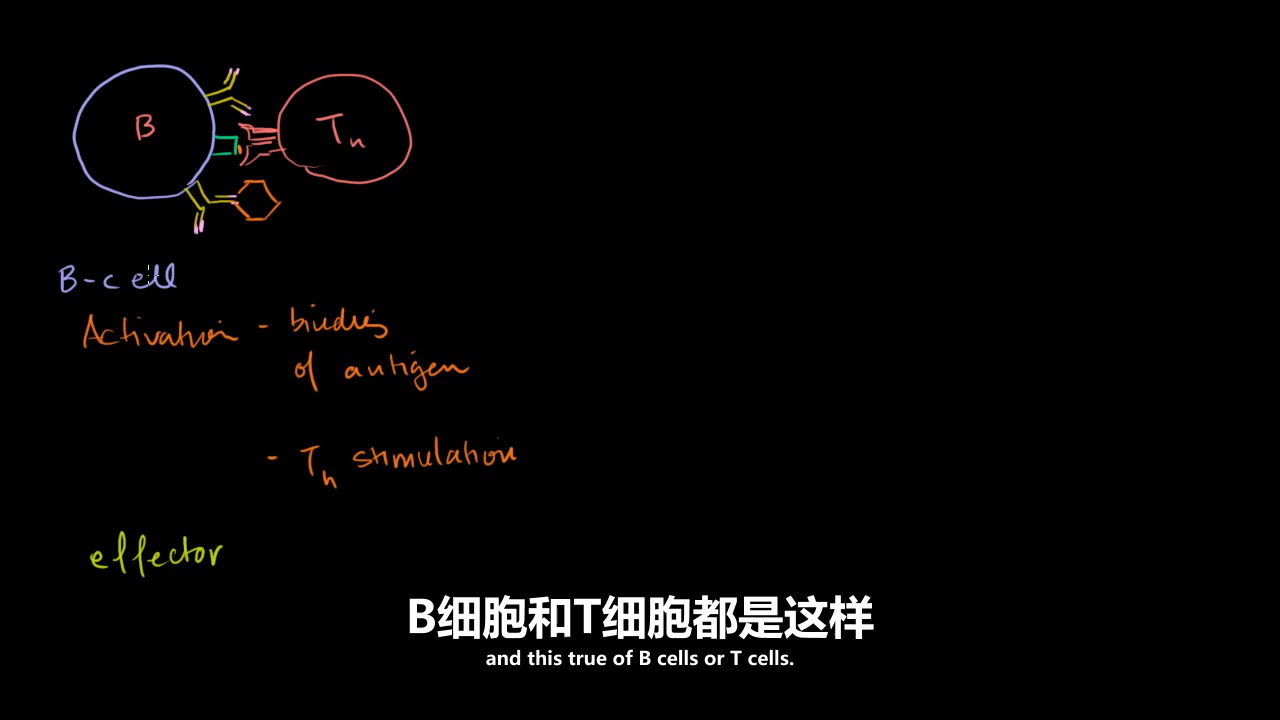 B
Th
B-cell
Activation - binding
of antigen
- Th stimulation
effector
B细胞和T细胞都是这样
and this true of B cells or T cells.